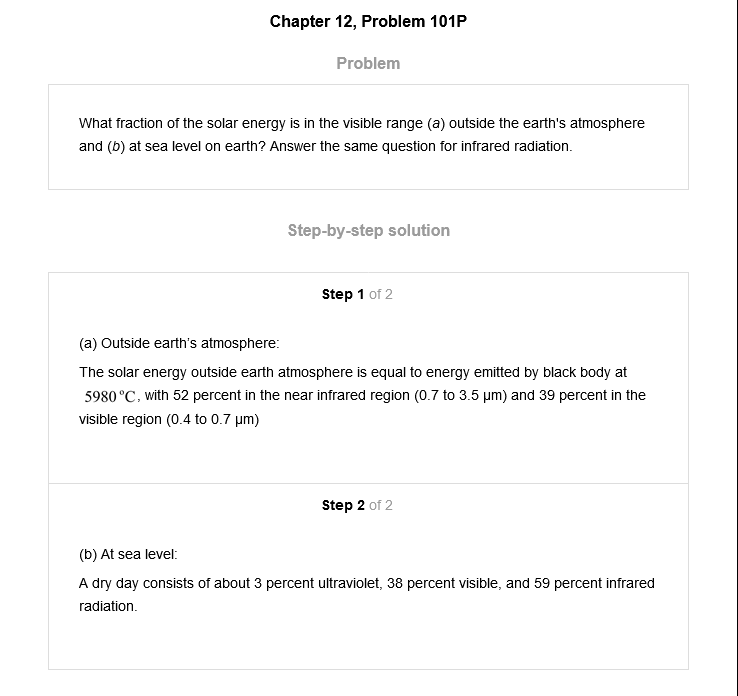 Chapter 12, Problem 101P
Problem
What fraction of the solar energy is in the visible range (a) outside the earth's atmosphere
and (b) at sea level on earth? Answer the same question for infrared radiation.
Step-by-step solution
Step 1 of 2
(a) Outside earth's atmosphere:
The solar energy outside earth atmosphere is equal to energy emitted by black body at
5980 °C, with 52 percent in the near infrared region (0.7 to 3.5 µm) and 39 percent in the
visible region (0.4 to 0.7 µm)
Step 2 of 2
(b) At sea level:
A dry day consists of about 3 percent ultraviolet, 38 percent visible, and 59 percent infrared
radiation.